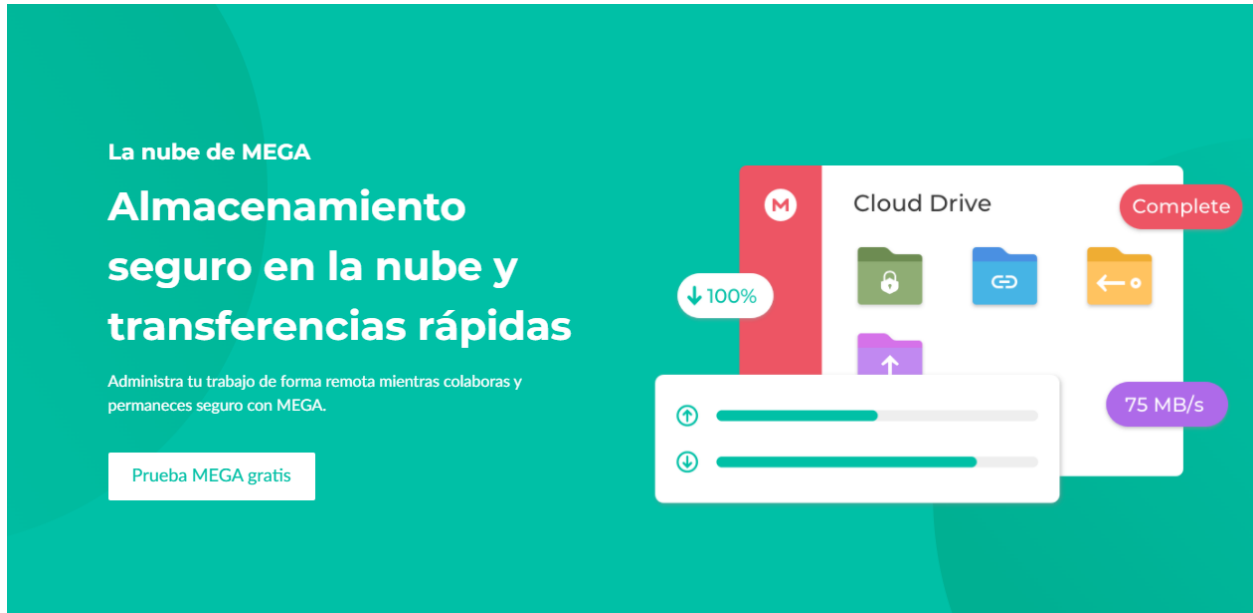 La nube de MEGA
Almacenamiento
seguro en la nube y
transferencias rápidas
Administra tu trabajo de forma remota mientras colaboras y
permaneces seguro con MEGA.
Prueba MEGA gratis
M
Cloud Drive
Complete
100%
75 MB/s